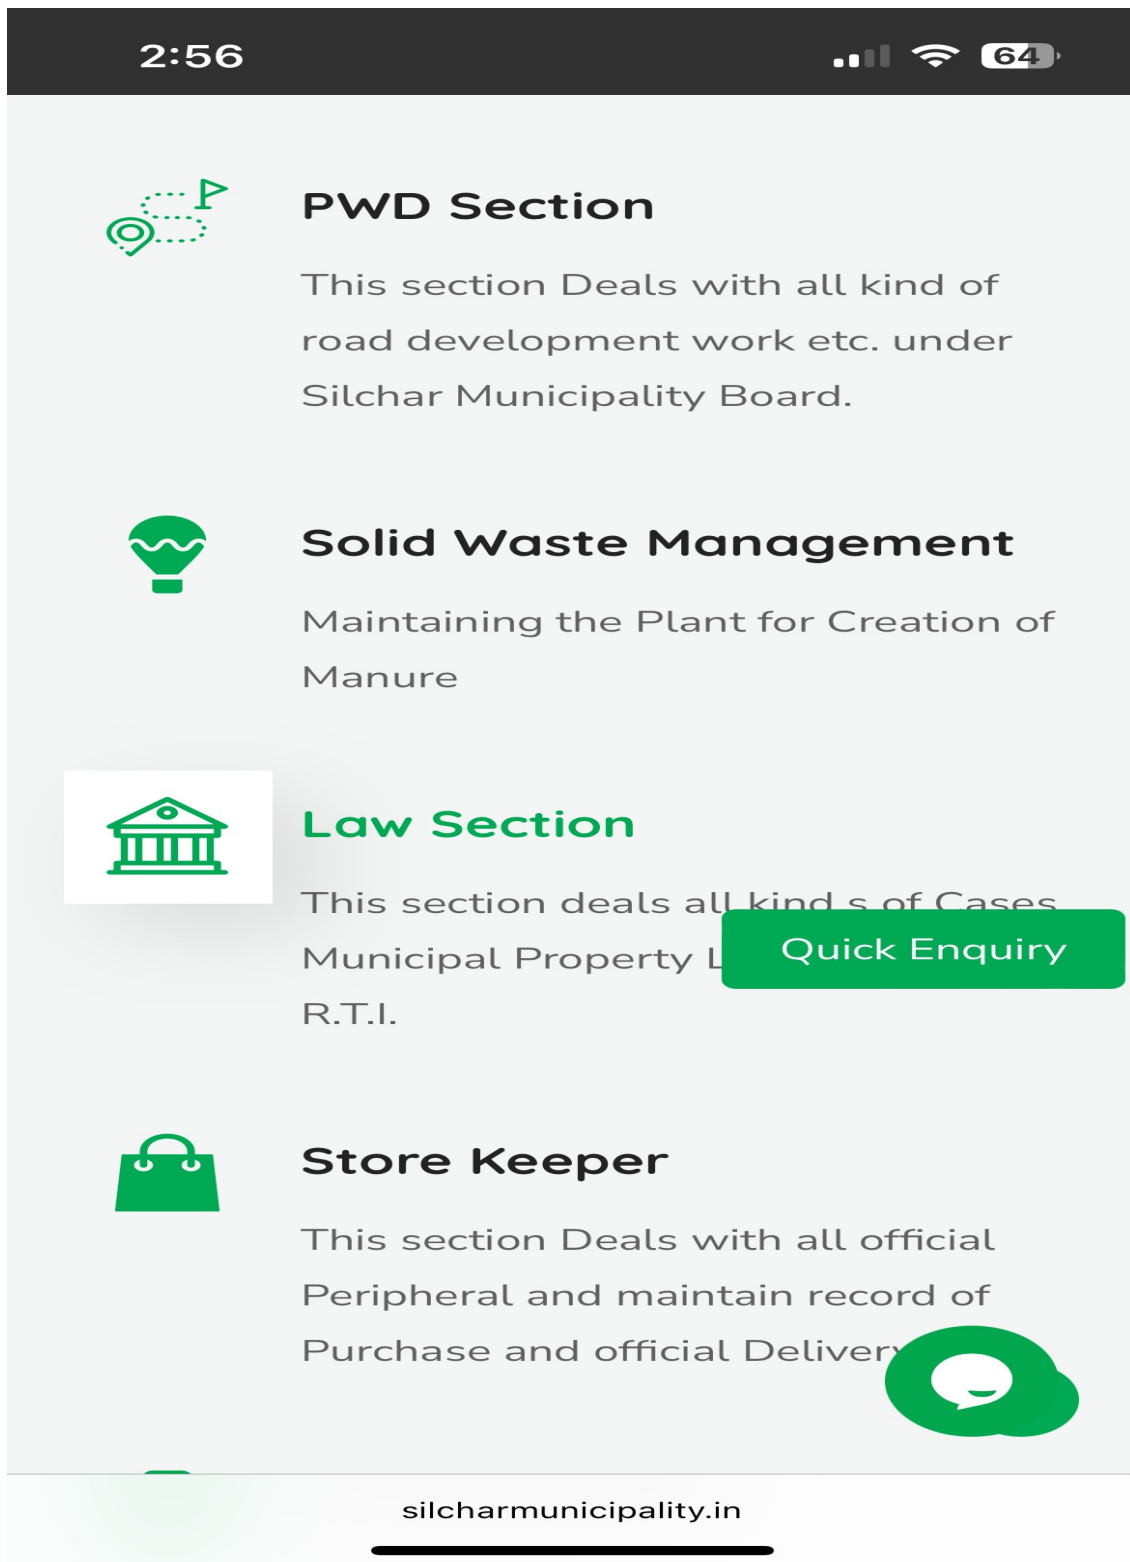 2:56
64
PWD Section
This section Deals with all kind of
road development work etc. under
Silchar Municipality Board.
Solid Waste Management
Maintaining the Plant for Creation of
Manure
Law Section
This section deals all kind s of Cases
Municipal Property
Quick Enquiry
R.T.I.
Store Keeper
This section Deals with all official
Peripheral and maintain record of
Purchase and official Delivery
silcharmunicipality.in